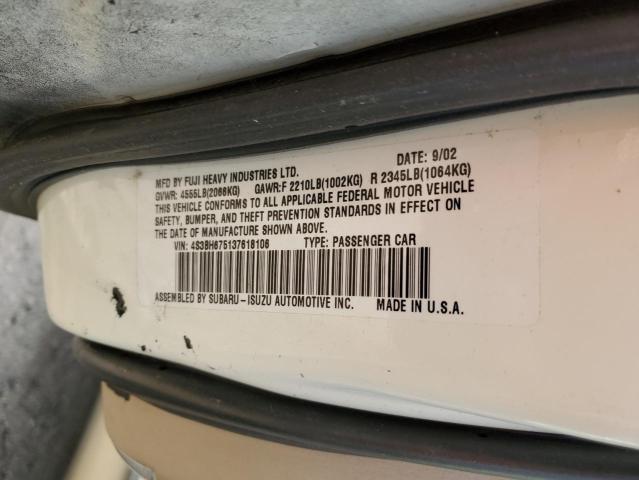 MFD BY FUJI HEAVY INDUSTRIES LTD. DATE: 9/02
GVWR: 4555LB(2066KG) GAWR:F 2210LB(1002KG) R 2345LB(1064KG)
THIS VEHICLE CONFORMS TO ALL APPLICABLE FEDERAL MOTOR VEHICLE
SAFETY, BUMPER, AND THEFT PREVENTION STANDARDS IN EFFECT ON
THE DATE OF MANUFACTURE SHOWN ABOVE.
VIN: 4S3BH675137618106 TYPE: PASSENGER CAR
ASSEMBLED BY SUBARU-ISUZU AUTOMOTIVE INC. MADE IN U.S.A.